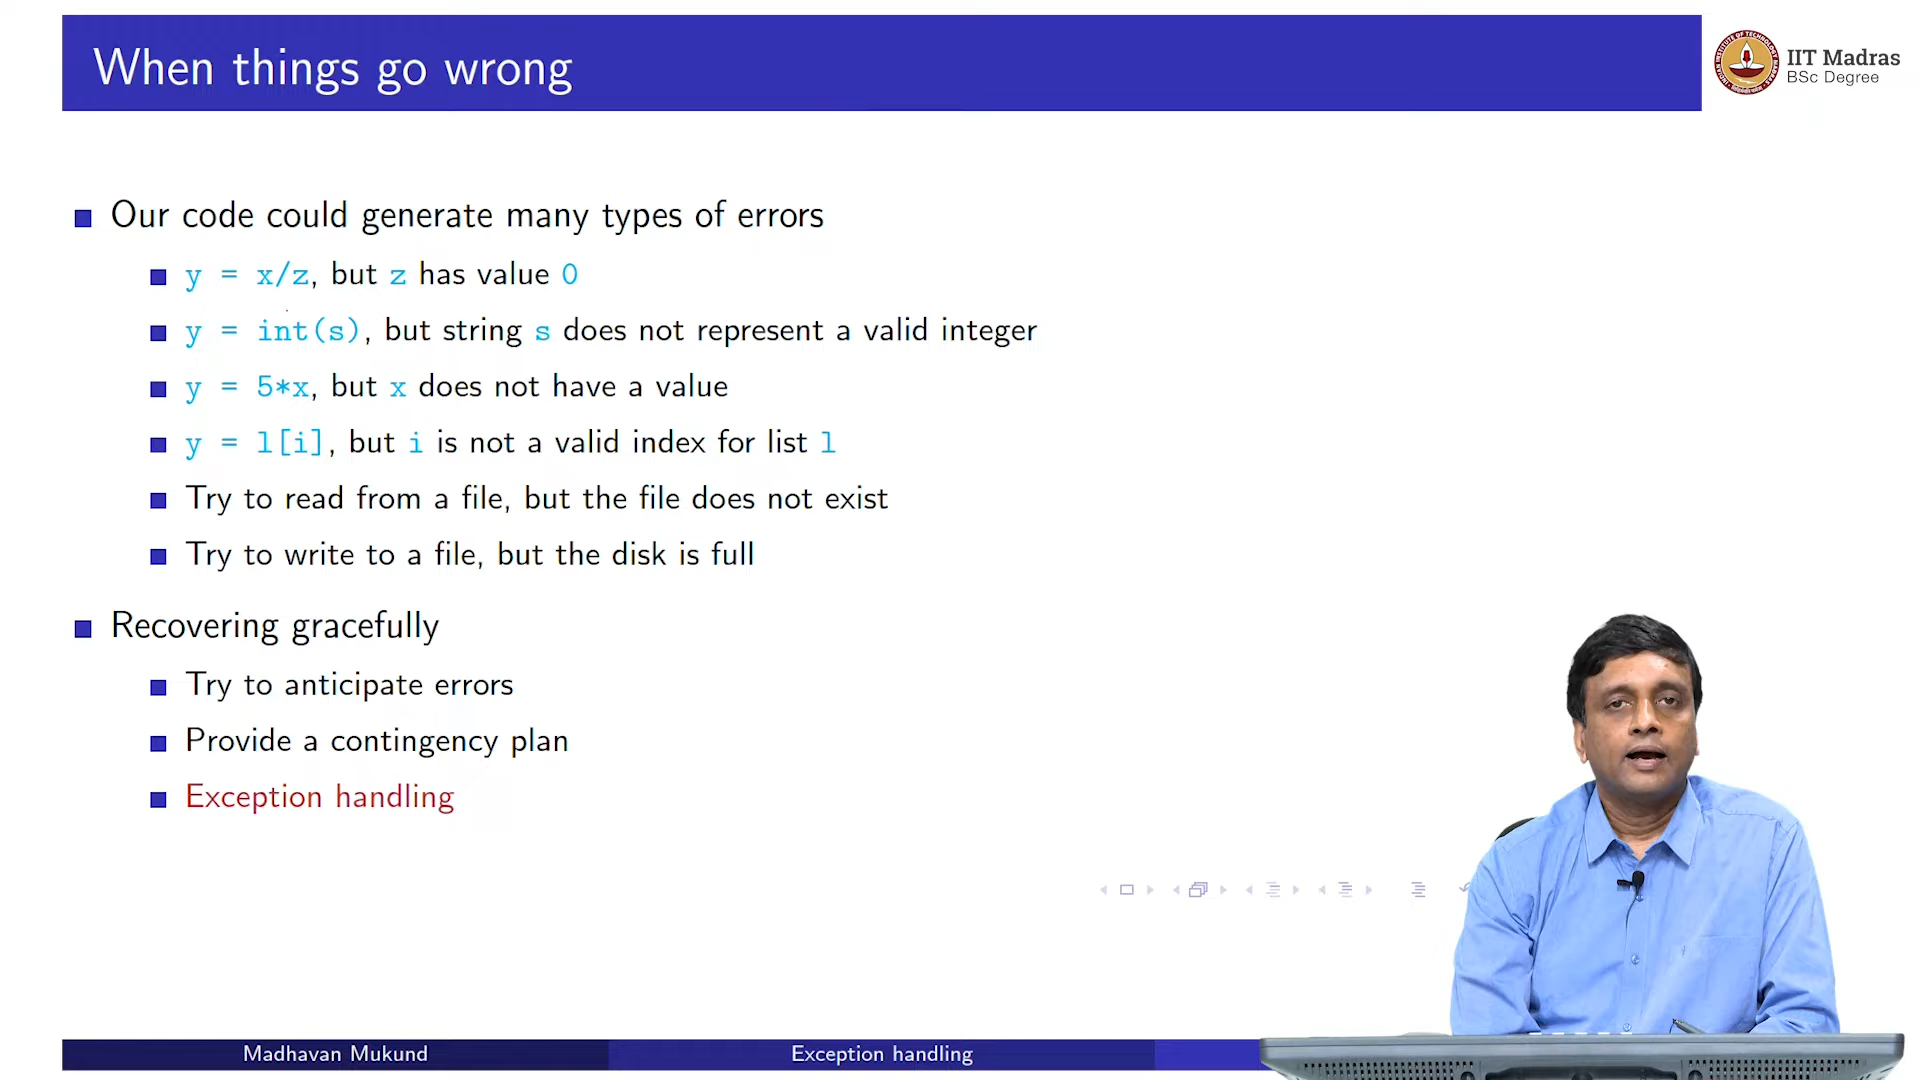 When things go wrong
IIT Madras
BSc Degree
Our code could generate many types of errors
y = x/z, but z has value 0
y = int(s), but string s does not represent a valid integer
y = 5*x, but x does not have a value
y = l[i], but i is not a valid index for list l
Try to read from a file, but the file does not exist
Try to write to a file, but the disk is full
Recovering gracefully
Try to anticipate errors
Provide a contingency plan
Exception handling
Madhavan Mukund
Exception handling